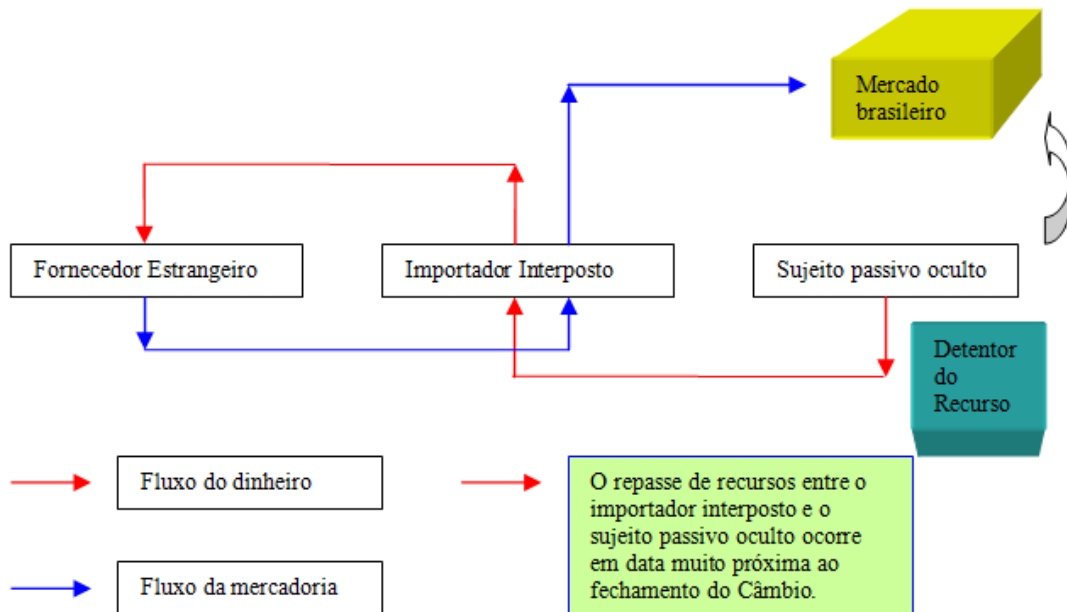 Mercado
brasileiro
Fornecedor Estrangeiro
Importador Interposto
Sujeito passivo oculto
Detentor
do
Recurso
Fluxo do dinheiro
O repasse de recursos entre o
importador interposto e o
sujeito passivo oculto ocorre
em data muito próxima ao
fechamento do Câmbio.
Fluxo da mercadoria